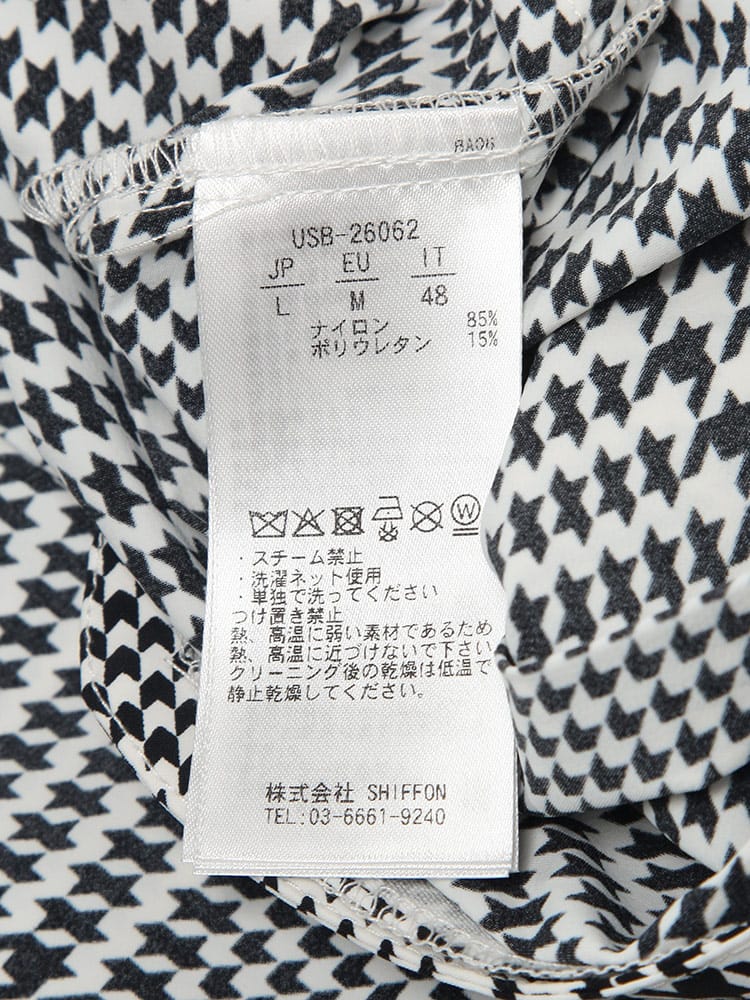 USB-26062
JP EU IT
L M 48
ナイロン 85%
ポリウレタン 15%
W
・スチーム禁止
・洗濯ネット使用
・単独で洗ってください
つけ置き禁止
熱、高温に弱い素材であるため
熱、高温に近づけないで下さい
クリーニング後の乾燥は低温で
静止乾燥してください。
株式会社 SHIFFON
TEL:03-6661-9240